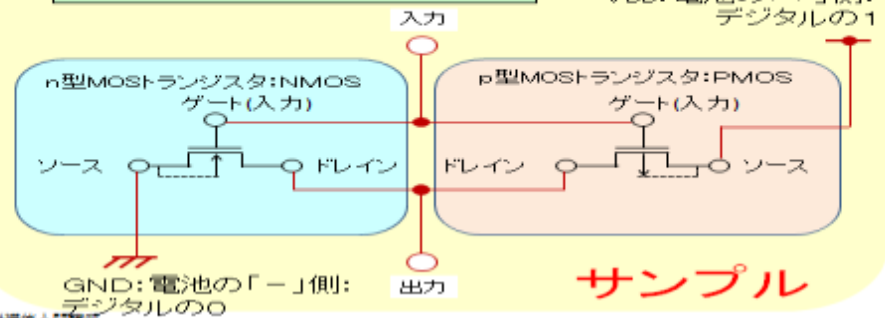 デジタルの1
入力
n型MOSトランジスタ:NMOS
ゲート(入力)
ソース
ドレイン
p型MOSトランジスタ:PMOS
ゲート(入力)
ドレイン
ソース
GND:電池の「-」側:
デジタルの0
出力
サンプル